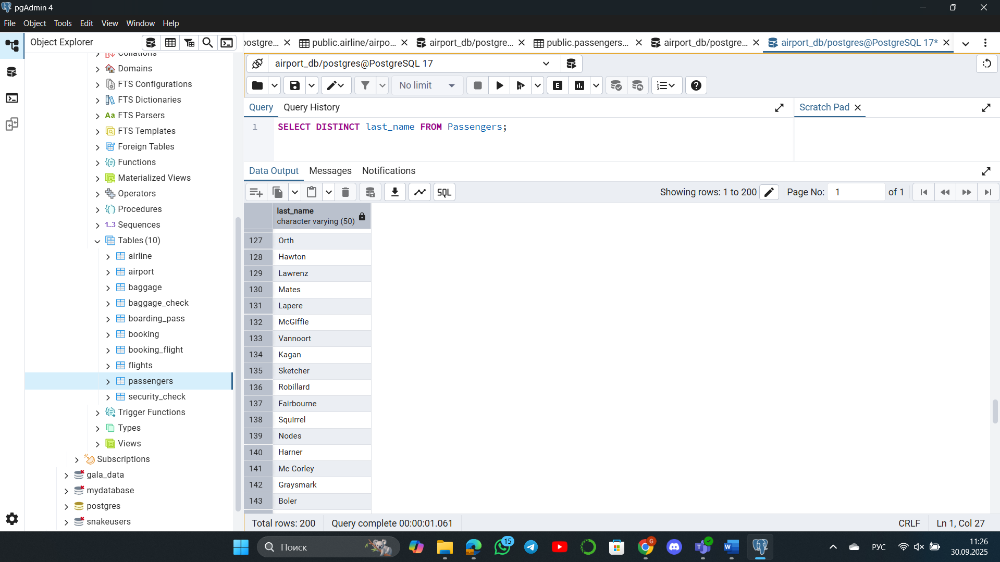 pgAdmin 4
File Object Tools Edit View Window Help
Object Explorer
postgre... public.airline/airpo... airport_db/postgre... public.passengers... airport_db/postgre... airport_db/postgres@PostgreSQL 17*
airport_db/postgres@PostgreSQL 17
No limit
E
Query Query History
Scratch Pad
1 SELECT DISTINCT last_name FROM Passengers;
Data Output Messages Notifications
SQL
Showing rows: 1 to 200
Page No: 1 of 1
last_name
character varying (50)
127 Orth
128 Hawton
129 Lawrenz
130 Mates
131 Lapere
132 McGiffie
133 Vannoort
134 Kagan
135 Sketcher
136 Robillard
137 Fairbourne
138 Squirrel
139 Nodes
140 Harner
141 Mc Corley
142 Graysmark
143 Boler
Total rows: 200 Query complete 00:00:01.061
CRLF Ln 1, Col 27
Collations
Domains
FTS Configurations
FTS Dictionaries
Aa FTS Parsers
FTS Templates
Foreign Tables
Functions
Materialized Views
Operators
Procedures
1..3 Sequences
Tables (10)
airline
airport
baggage
baggage_check
boarding_pass
booking
booking_flight
flights
passengers
security_check
Trigger Functions
Types
Views
Subscriptions
gala_data
mydatabase
postgres
snakeusers
Поиск
15
G
РУС
11:26
30.09.2025